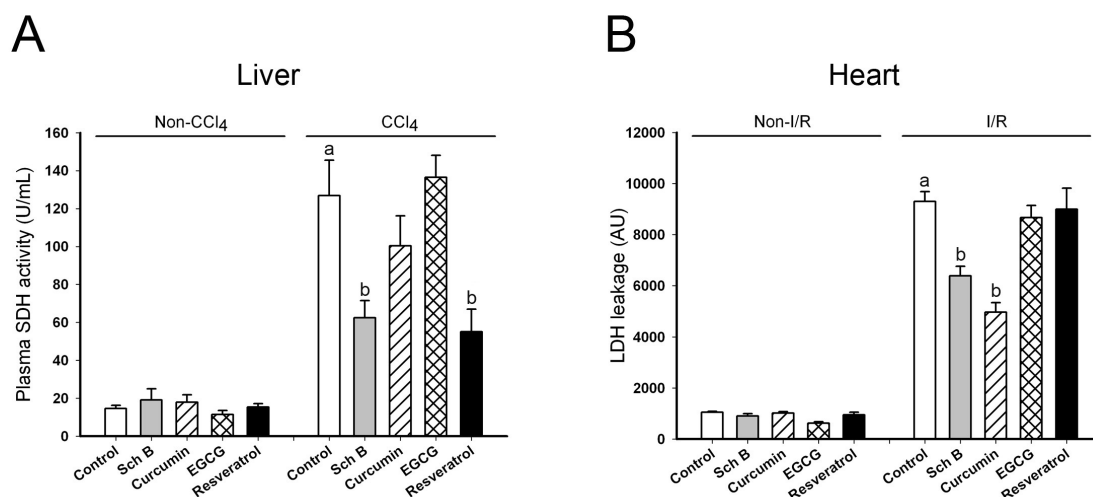 A
Liver
Non-CCl4
CCl4
Plasma SDH activity (U/mL)
160
140
120
100
80
60
40
20
0
a
b
b
Control
Sch B
Curcumin
EGCG
Resveratrol
Control
Sch B
Curcumin
EGCG
Resveratrol
B
Heart
Non-I/R
I/R
LDH leakage (AU)
12000
10000
8000
6000
4000
2000
0
a
b
b
Control
Sch B
Curcumin
EGCG
Resveratrol
Control
Sch B
Curcumin
EGCG
Resveratrol